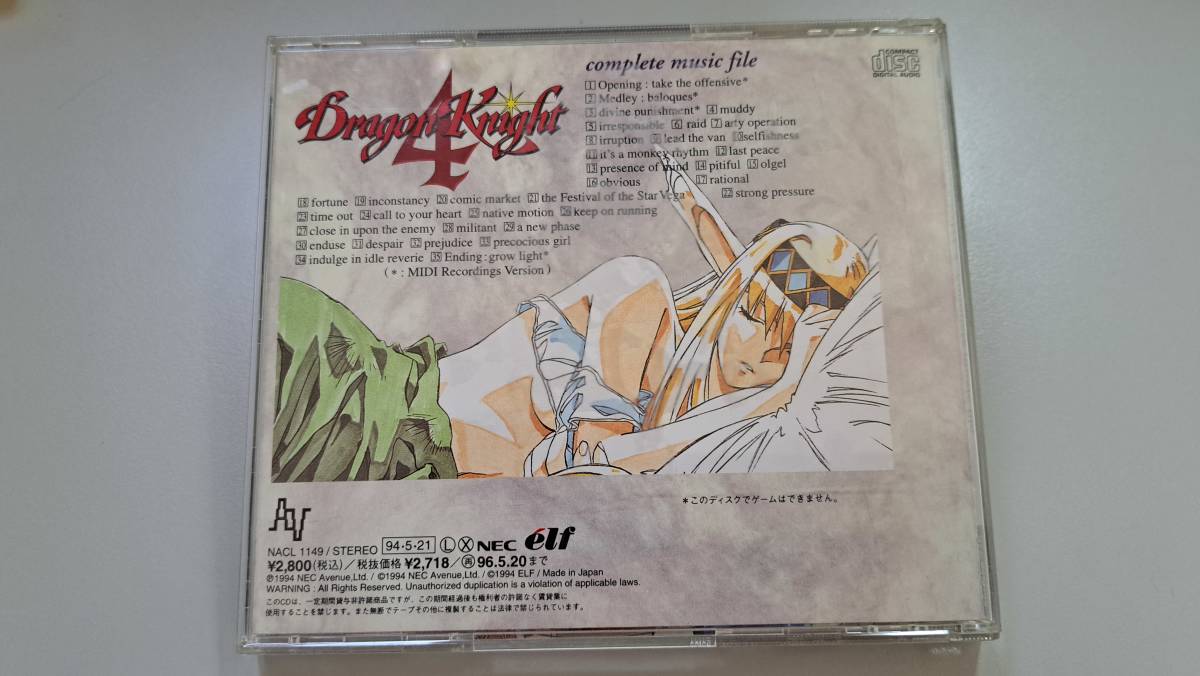 complete music file
COMPACT
disc
DIGITAL AUDIO
Dragon Knight
4
1 Opening : take the offensive*
2 Medley : baloques*
3 divine punishment* 4 muddy
5 irresponsible 6 raid 7 arty operation
8 irruption 9 lead the van 10 selfishness
11 it's a monkey rhythm 12 last peace
13 presence of mind 14 pitiful 15 olgel
16 obvious 17 rational
18 fortune 19 inconstancy 20 comic market 21 the Festival of the Star Vega* 22 strong pressure
23 time out 24 call to your heart 25 native motion 26 keep on running
27 close in upon the enemy 28 militant 29 a new phase
30 enduse 31 despair 32 prejudice 33 precocious girl
34 indulge in idle reverie 35 Ending : grow light*
( * : MIDI Recordings Version )
*このディスクでゲームはできません。
NACL 1149 / STEREO 94・5・21 Ⓛ Ⓧ NEC élf
¥2,800(税込)/税抜価格 ¥2,718/㊢96.5.20まで
℗1994 NEC Avenue,Ltd. / ©1994 NEC Avenue,Ltd. / ©1994 ELF / Made in Japan
WARNING : All Rights Reserved. Unauthorized duplication is a violation of applicable laws.
このCDは、一定期間貸与非許諾商品ですが、この期間経過後も権利者の許諾なく賃貸業に
使用することを禁じます。また無断でテープその他に複製することは法律で禁じられています。